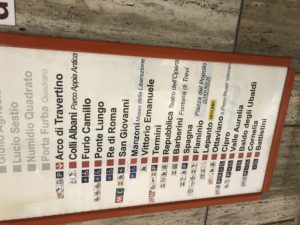 Giulio Agricola
Lucio Sestio
Numidio Quadrato
Porta Furba Quadraro
Arco di Travertino
Colli Albani Parco Appia Antica
Furio Camillo
Ponte Lungo
Re di Roma
San Giovanni
Manzoni Museo della Liberazione
Vittorio Emanuele
Termini
Repubblica Teatro dell'Opera
Barberini Fontana di Trevi
Spagna
Flaminio Piazza del Popolo
Lepanto
Ottaviano
Cipro
Valle Aurelia
Baldo degli Ubaldi
Cornelia
Battistini